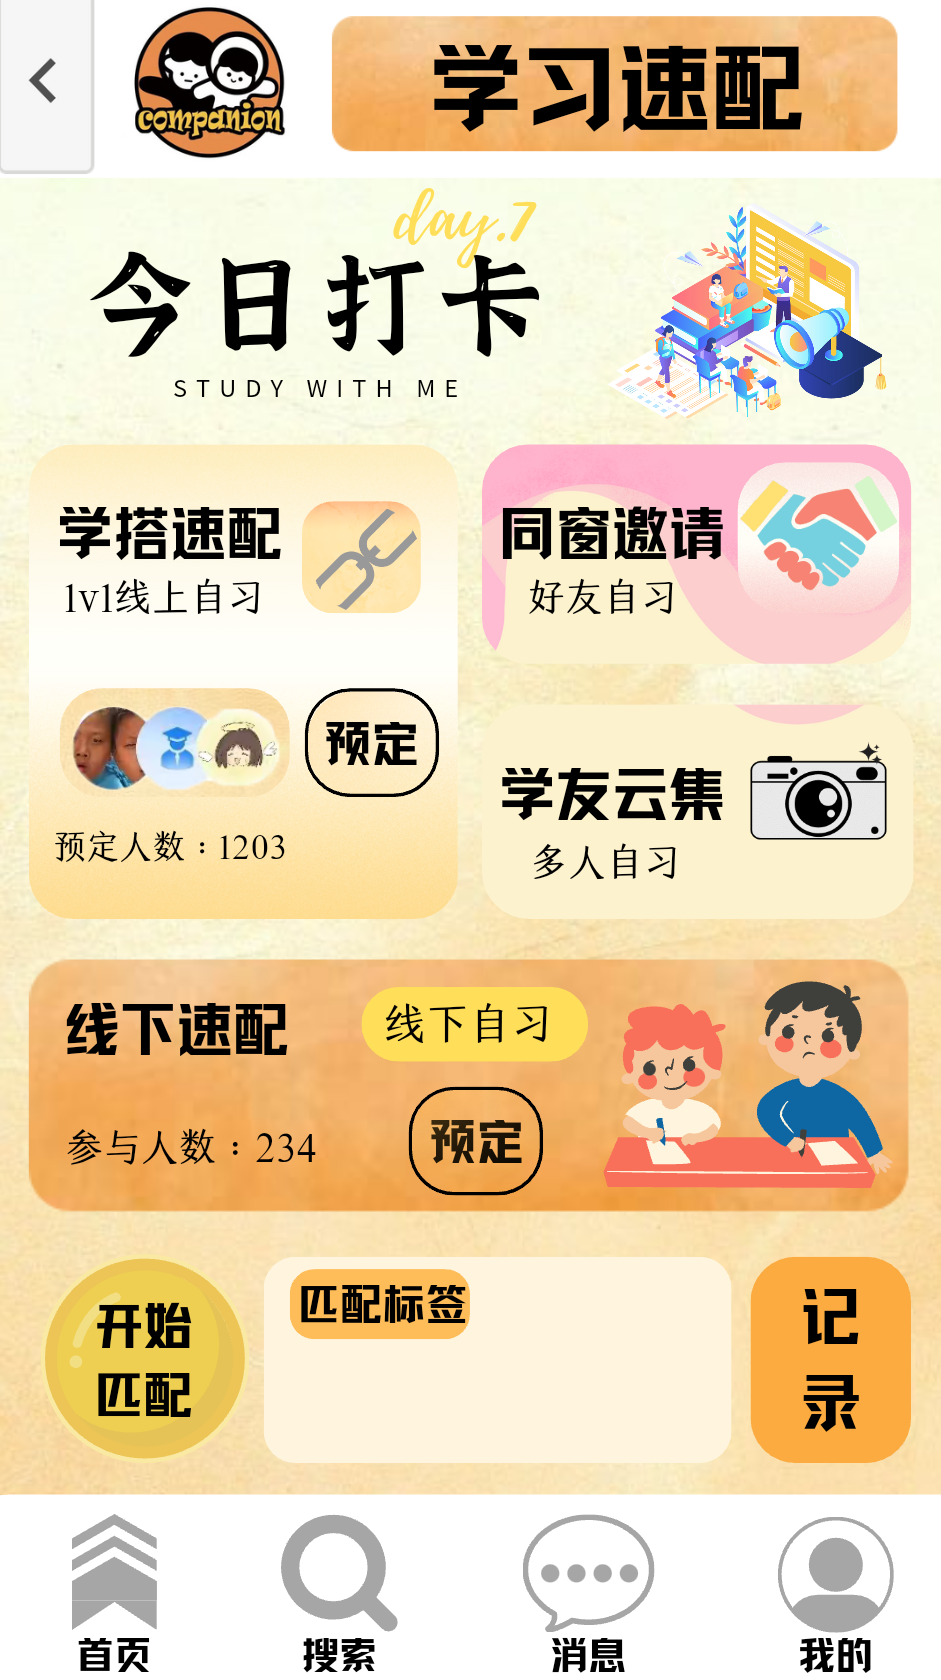 companion
学习速配
day.7
今日打卡
STUDY WITH ME
学搭速配
1v1线上自习
预定
预定人数：1203
同窗邀请
好友自习
学友云集
多人自习
线下速配
线下自习
参与人数：234
预定
开始
匹配
匹配标签
记
录
首页
搜索
消息
我的